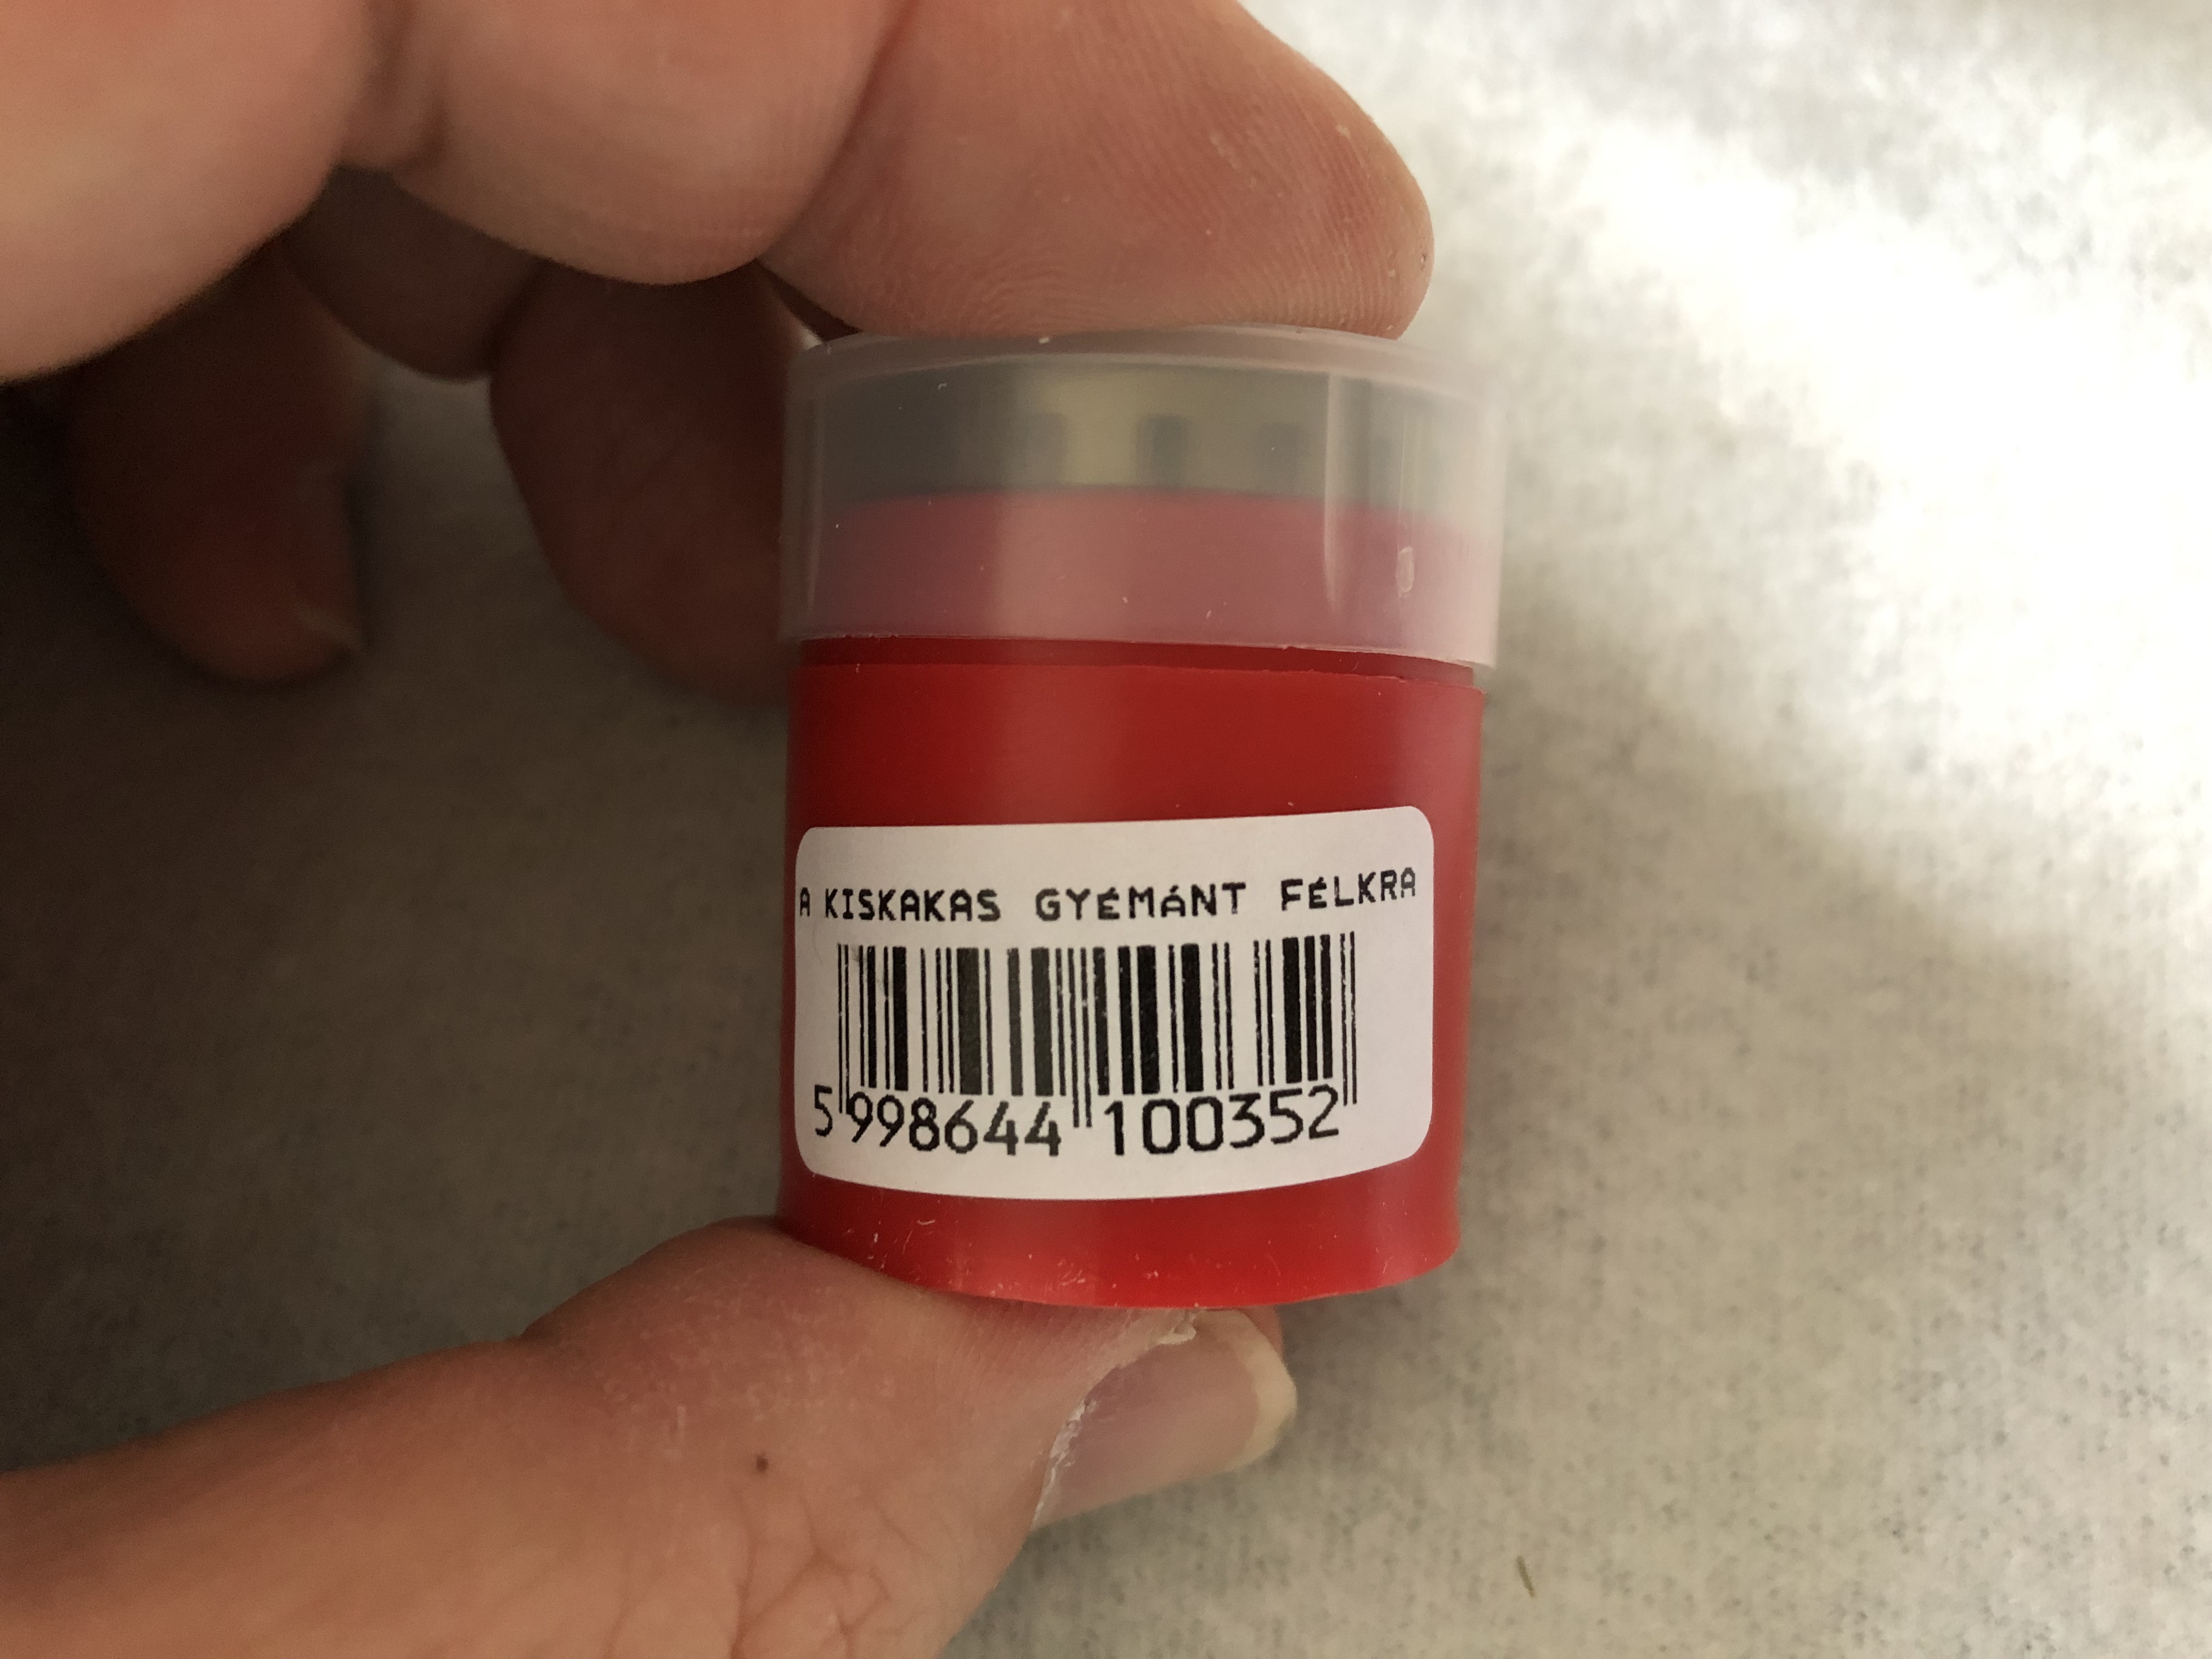 A KISKAKAS GYÉMÁNT FÉLKRA
5 998644 100352